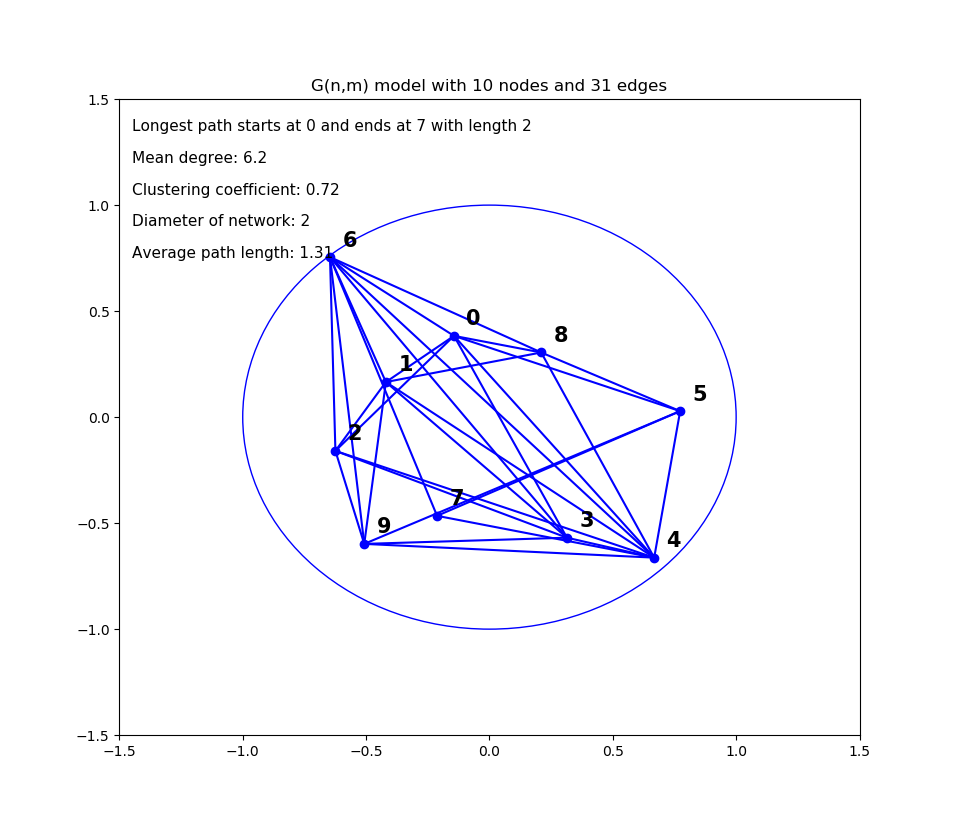 G(n,m) model with 10 nodes and 31 edges
1.5
Longest path starts at 0 and ends at 7 with length 2
Mean degree: 6.2
Clustering coefficient: 0.72
1.0
Diameter of network: 2
6
Average path length: 1.31
0.5
0
8
1
5
0.0
2
7
−0.5
9
3
4
−1.0
−1.5
−1.5 −1.0 −0.5 0.0 0.5 1.0 1.5